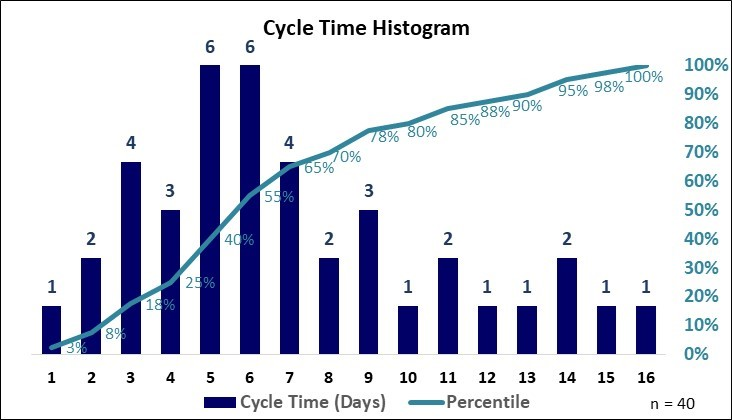 Cycle Time Histogram
6 6
4 4
3 3
2 2 2 2
1 1 1 1 1 1
3% 8% 18% 25% 40% 55% 65% 70% 78% 80% 85% 88% 90% 95% 98% 100%
100%
90%
80%
70%
60%
50%
40%
30%
20%
10%
0%
1 2 3 4 5 6 7 8 9 10 11 12 13 14 15 16
Cycle Time (Days) Percentile n = 40